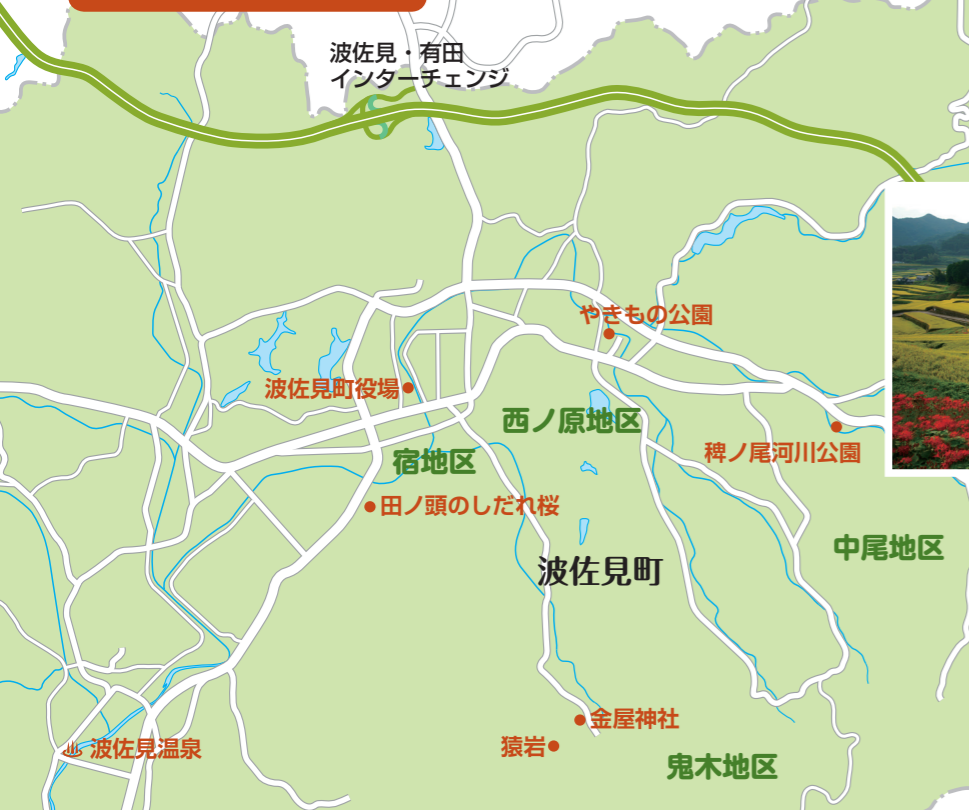 波佐見・有田
インターチェンジ
やきもの公園
波佐見町役場
西ノ原地区
宿地区
稗ノ尾河川公園
田ノ頭のしだれ桜
中尾地区
波佐見町
金屋神社
猿岩
波佐見温泉
鬼木地区